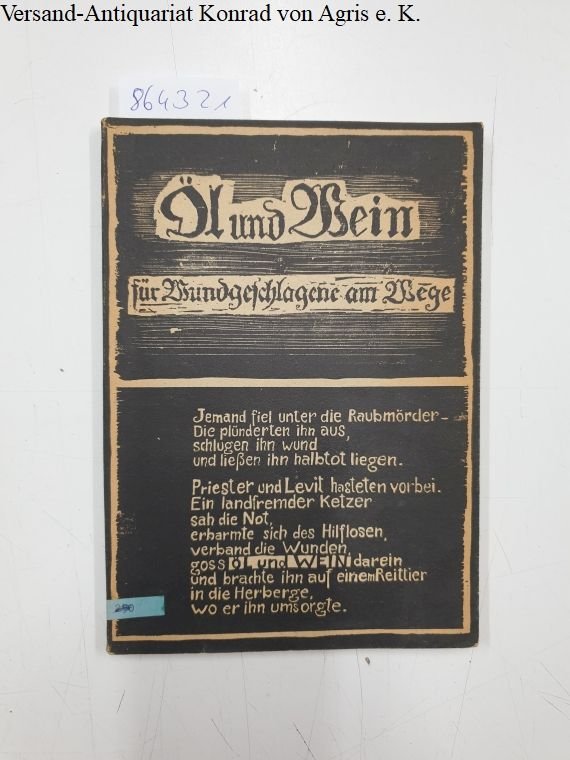 Versand-Antiquariat Konrad von Agris e. K.
864321
Öl und Wein
für Wundgeschlagene am Wege
Jemand fiel unter die Raubmörder-
Die plünderten ihn aus,
schlugen ihn wund
und ließen ihn halbtot liegen.
Priester und Levit hasteten vorbei.
Ein landfremder Ketzer
sah die Not,
erbarmte sich des Hilflosen,
verband die Wunden,
goss ÖL und WEIN darein
und brachte ihn auf einem Reittier
in die Herberge,
wo er ihn umsorgte.